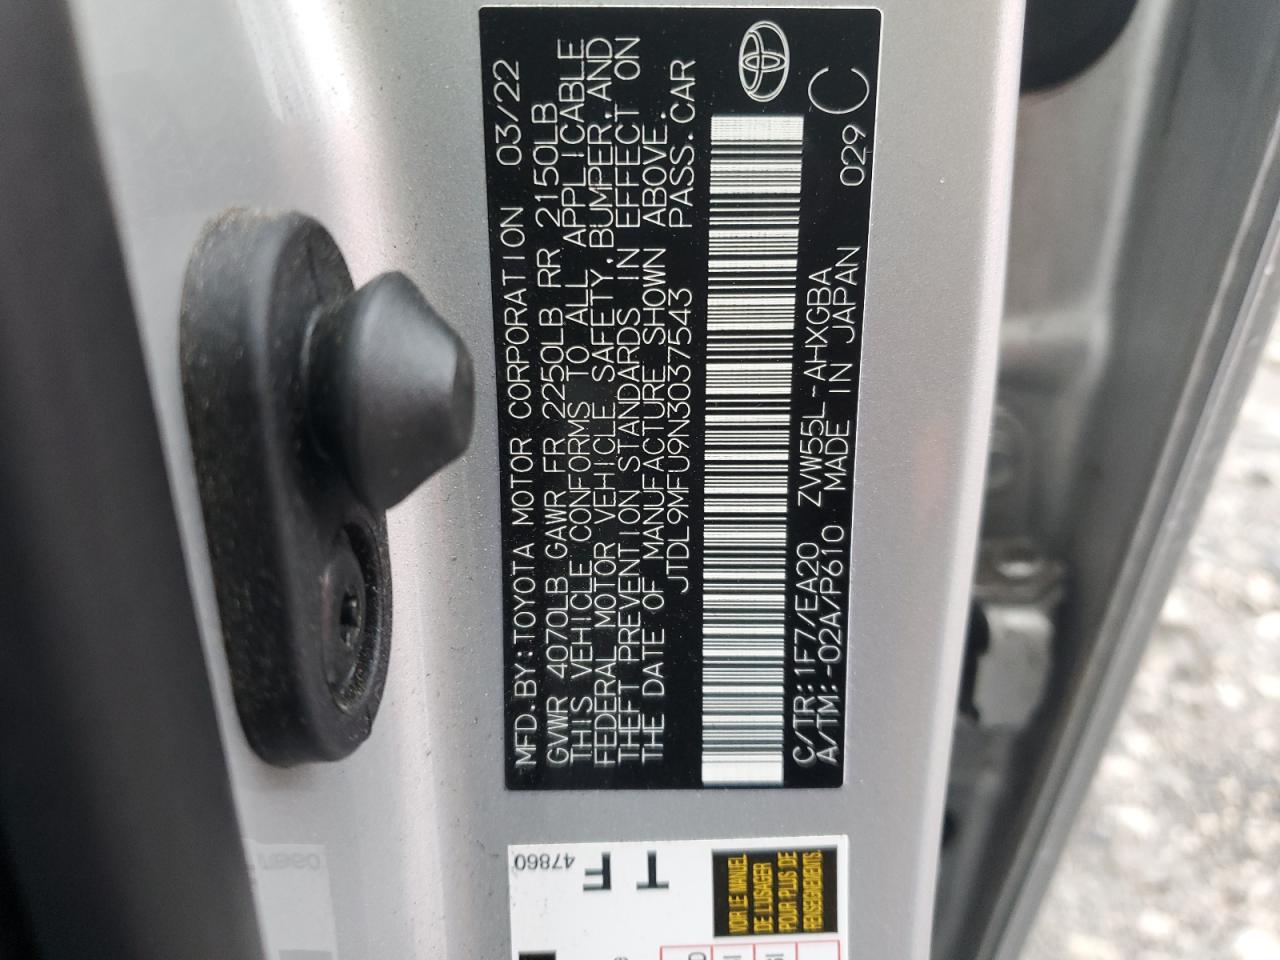 MFD.BY:TOYOTA MOTOR CORPORATION 03/22
GVWR 4070LB GAWR FR 2250LB RR 2150LB
THIS VEHICLE CONFORMS TO ALL APPLICABLE
FEDERAL MOTOR VEHICLE SAFETY,BUMPER,AND
THEFT PREVENTION STANDARDS IN EFFECT ON
THE DATE OF MANUFACTURE SHOWN ABOVE.
JTDL9MFU9N3037543 PASS.CAR
C/TR:1F7/EA20 ZVW55L-AHXGBA 029 C
A/TM:-02A/P610 MADE IN JAPAN
47860
T
F
VOIR LE MANUEL
DE L'USAGER
POUR PLUS DE
RENSEIGNEMENTS.